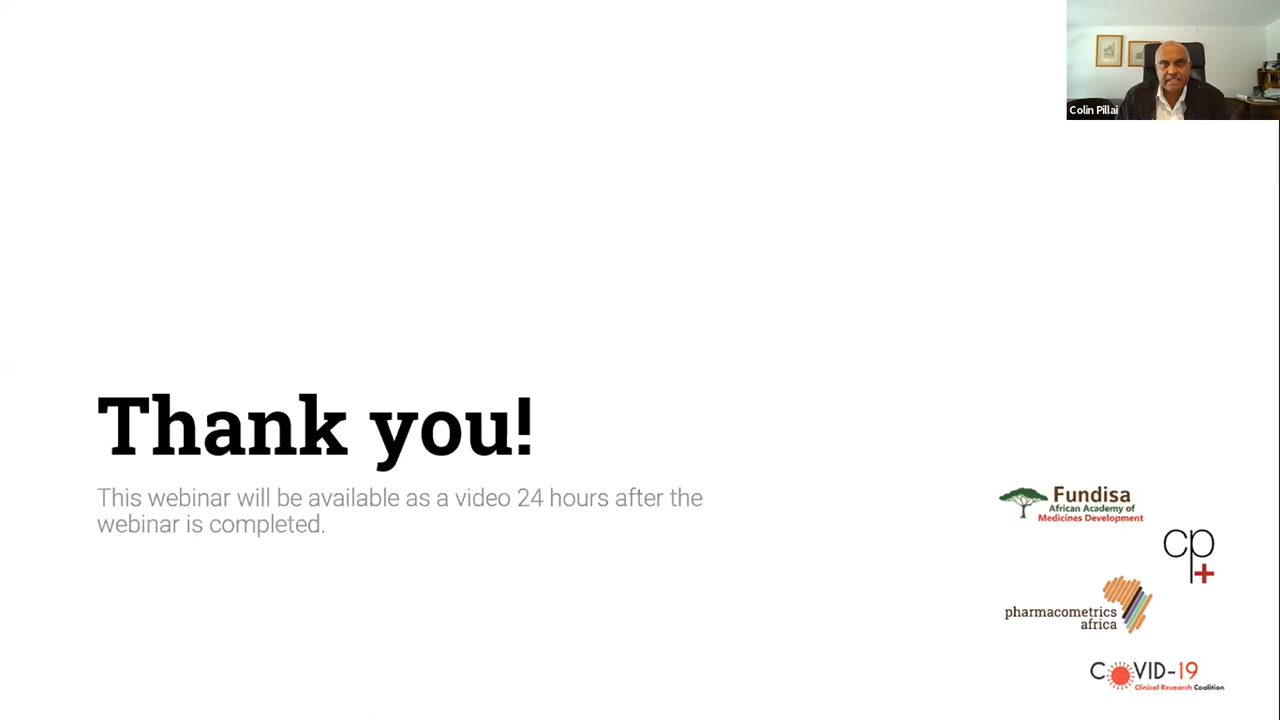 Colin Pillai
Thank you!
This webinar will be available as a video 24 hours after the
webinar is completed.
Fundisa
African Academy of
Medicines Development
cp+
pharmacometrics
africa
COVID-19
Clinical Research Coalition